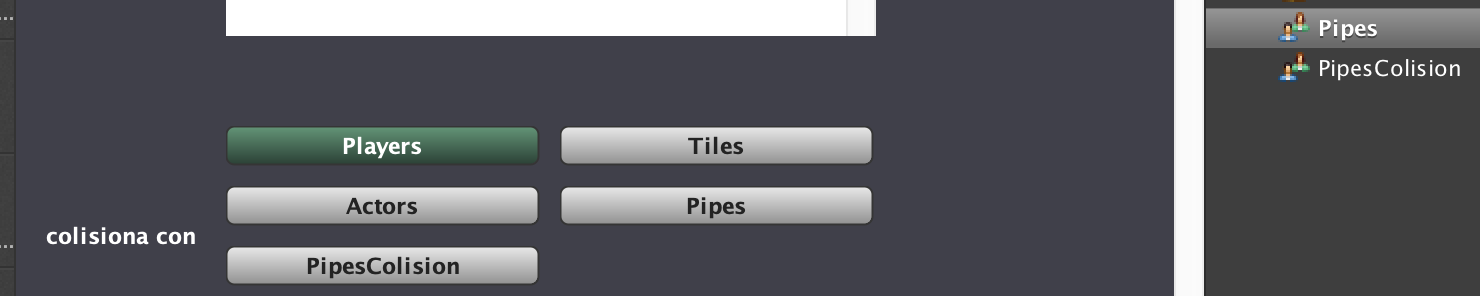 Players
Tiles
Actors
Pipes
colisiona con
PipesColision
Pipes
PipesColision